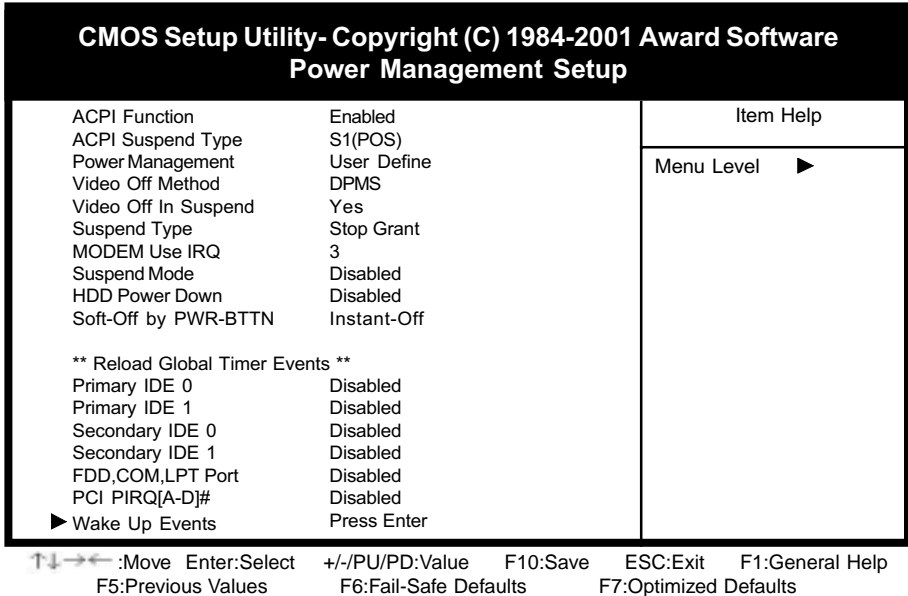 CMOS Setup Utility- Copyright (C) 1984-2001 Award Software
Power Management Setup
ACPI Function Enabled
ACPI Suspend Type S1(POS)
Power Management User Define
Video Off Method DPMS
Video Off In Suspend Yes
Suspend Type Stop Grant
MODEM Use IRQ 3
Suspend Mode Disabled
HDD Power Down Disabled
Soft-Off by PWR-BTTN Instant-Off
** Reload Global Timer Events **
Primary IDE 0 Disabled
Primary IDE 1 Disabled
Secondary IDE 0 Disabled
Secondary IDE 1 Disabled
FDD,COM,LPT Port Disabled
PCI PIRQ[A-D]# Disabled
▶ Wake Up Events Press Enter
Item Help
Menu Level ▶
↑↓→← :Move Enter:Select +/-/PU/PD:Value F10:Save ESC:Exit F1:General Help
F5:Previous Values F6:Fail-Safe Defaults F7:Optimized Defaults